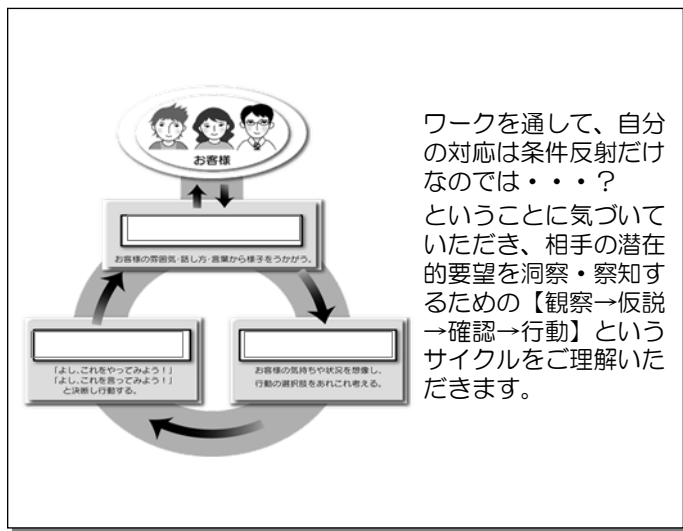 お客様
お客様の雰囲気・話し方・言葉から様子をうかがう。
「よし、これをやってみよう!」
「よし、これを言ってみよう!」
と決断し行動する。
お客様の気持ちや状況を想像し、
行動の選択肢をあれこれ考える。
ワークを通して、自分
の対応は条件反射だけ
なのでは・・・?
ということに気づいて
いただき、相手の潜在
的要望を洞察・察知す
るための【観察→仮説
→確認→行動】という
サイクルをご理解いた
だきます。